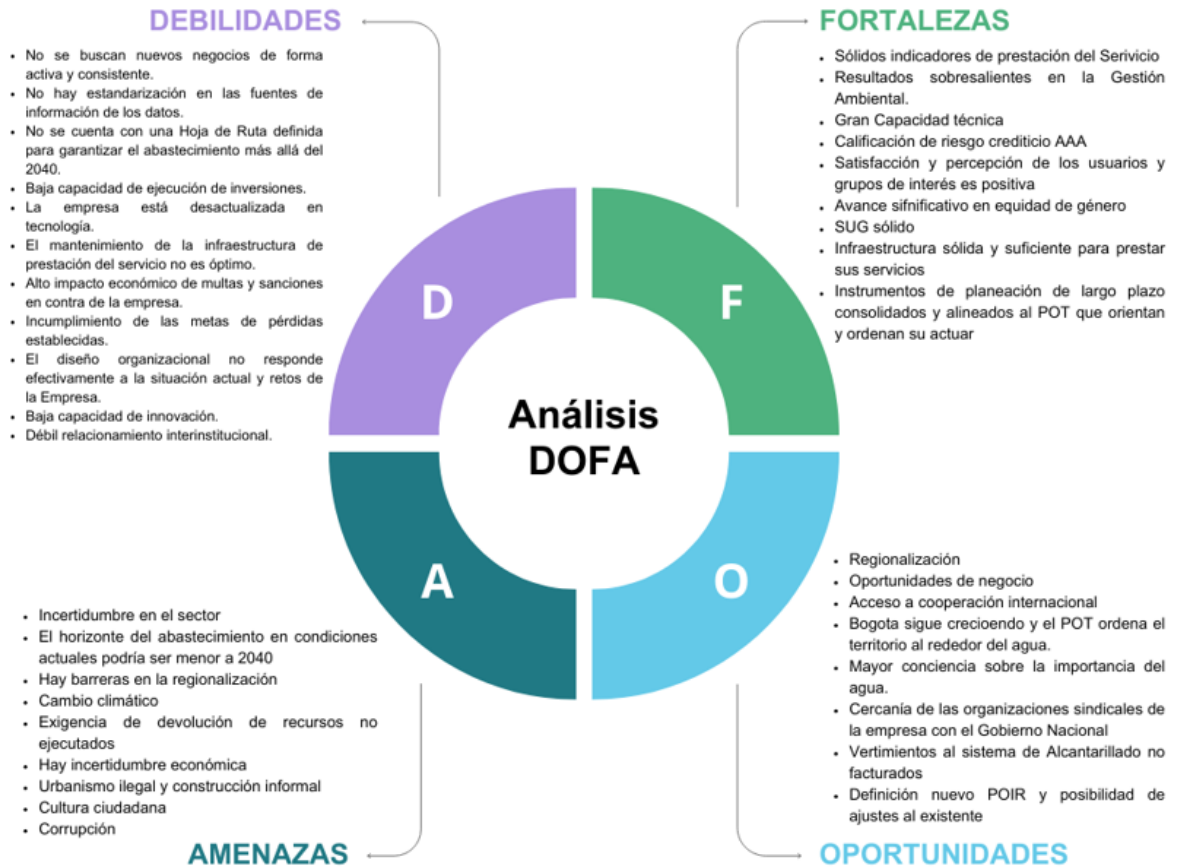 DEBILIDADES
• No se buscan nuevos negocios de forma
activa y consistente.
• No hay estandarización en las fuentes de
información de los datos.
• No se cuenta con una Hoja de Ruta definida
para garantizar el abastecimiento más allá del
2040.
• Baja capacidad de ejecución de inversiones.
• La empresa está desactualizada en
tecnología.
• El mantenimiento de la infraestructura de
prestación del servicio no es óptimo.
• Alto impacto económico de multas y sanciones
en contra de la empresa.
• Incumplimiento de las metas de pérdidas
establecidas.
• El diseño organizacional no responde
efectivamente a la situación actual y retos de
la Empresa.
• Baja capacidad de innovación.
• Débil relacionamiento interinstitucional.
FORTALEZAS
• Sólidos indicadores de prestación del Serivicio
• Resultados sobresalientes en la Gestión
Ambiental.
• Gran Capacidad técnica
• Calificación de riesgo crediticio AAA
• Satisfacción y percepción de los usuarios y
grupos de interés es positiva
• Avance sifnificativo en equidad de género
• SUG sólido
• Infraestructura sólida y suficiente para prestar
sus servicios
• Instrumentos de planeación de largo plazo
consolidados y alineados al POT que orientan
y ordenan su actuar
D
F
Análisis
DOFA
A
O
• Incertidumbre en el sector
• El horizonte del abastecimiento en condiciones
actuales podría ser menor a 2040
• Hay barreras en la regionalización
• Cambio climático
• Exigencia de devolución de recursos no
ejecutados
• Hay incertidumbre económica
• Urbanismo ilegal y construcción informal
• Cultura ciudadana
• Corrupción
AMENAZAS
• Regionalización
• Oportunidades de negocio
• Acceso a cooperación internacional
• Bogota sigue crecioendo y el POT ordena el
territorio al rededor del agua.
• Mayor conciencia sobre la importancia del
agua.
• Cercanía de las organizaciones sindicales de
la empresa con el Gobierno Nacional
• Vertimientos al sistema de Alcantarillado no
facturados
• Definición nuevo POIR y posibilidad de
ajustes al existente
OPORTUNIDADES